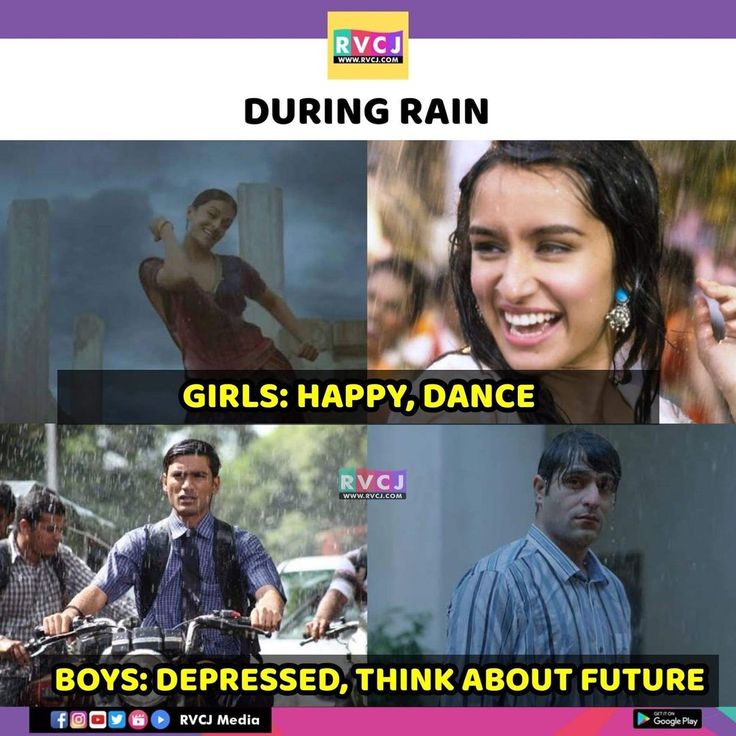 RVCJ
WWW.RVCJ.COM
DURING RAIN
GIRLS: HAPPY, DANCE
RVCJ
WWW.RVCJ.COM
BOYS: DEPRESSED, THINK ABOUT FUTURE
RVCJ Media
GET IT ON
Google Play